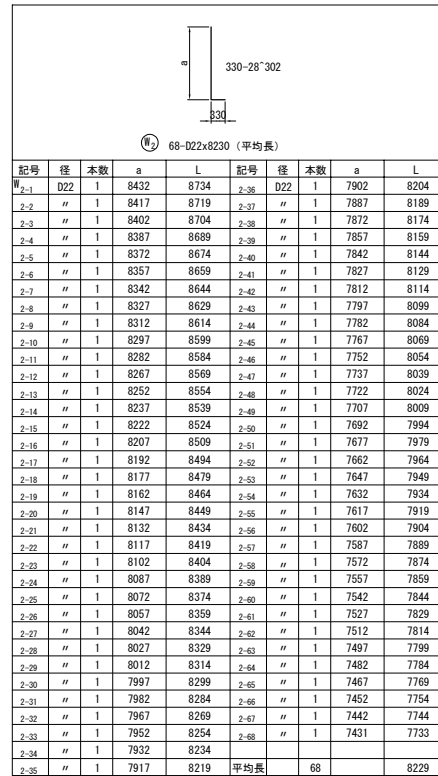 a
330-28^302
330
W2 68-D22x8230 (平均長)
記号 径 本数 a L 記号 径 本数 a L
W2-1 D22 1 8432 8734 2-36 D22 1 7902 8204
2-2 〃 1 8417 8719 2-37 〃 1 7887 8189
2-3 〃 1 8402 8704 2-38 〃 1 7872 8174
2-4 〃 1 8387 8689 2-39 〃 1 7857 8159
2-5 〃 1 8372 8674 2-40 〃 1 7842 8144
2-6 〃 1 8357 8659 2-41 〃 1 7827 8129
2-7 〃 1 8342 8644 2-42 〃 1 7812 8114
2-8 〃 1 8327 8629 2-43 〃 1 7797 8099
2-9 〃 1 8312 8614 2-44 〃 1 7782 8084
2-10 〃 1 8297 8599 2-45 〃 1 7767 8069
2-11 〃 1 8282 8584 2-46 〃 1 7752 8054
2-12 〃 1 8267 8569 2-47 〃 1 7737 8039
2-13 〃 1 8252 8554 2-48 〃 1 7722 8024
2-14 〃 1 8237 8539 2-49 〃 1 7707 8009
2-15 〃 1 8222 8524 2-50 〃 1 7692 7994
2-16 〃 1 8207 8509 2-51 〃 1 7677 7979
2-17 〃 1 8192 8494 2-52 〃 1 7662 7964
2-18 〃 1 8177 8479 2-53 〃 1 7647 7949
2-19 〃 1 8162 8464 2-54 〃 1 7632 7934
2-20 〃 1 8147 8449 2-55 〃 1 7617 7919
2-21 〃 1 8132 8434 2-56 〃 1 7602 7904
2-22 〃 1 8117 8419 2-57 〃 1 7587 7889
2-23 〃 1 8102 8404 2-58 〃 1 7572 7874
2-24 〃 1 8087 8389 2-59 〃 1 7557 7859
2-25 〃 1 8072 8374 2-60 〃 1 7542 7844
2-26 〃 1 8057 8359 2-61 〃 1 7527 7829
2-27 〃 1 8042 8344 2-62 〃 1 7512 7814
2-28 〃 1 8027 8329 2-63 〃 1 7497 7799
2-29 〃 1 8012 8314 2-64 〃 1 7482 7784
2-30 〃 1 7997 8299 2-65 〃 1 7467 7769
2-31 〃 1 7982 8284 2-66 〃 1 7452 7754
2-32 〃 1 7967 8269 2-67 〃 1 7442 7744
2-33 〃 1 7952 8254 2-68 〃 1 7431 7733
2-34 〃 1 7932 8234
2-35 〃 1 7917 8219 平均長 68 8229